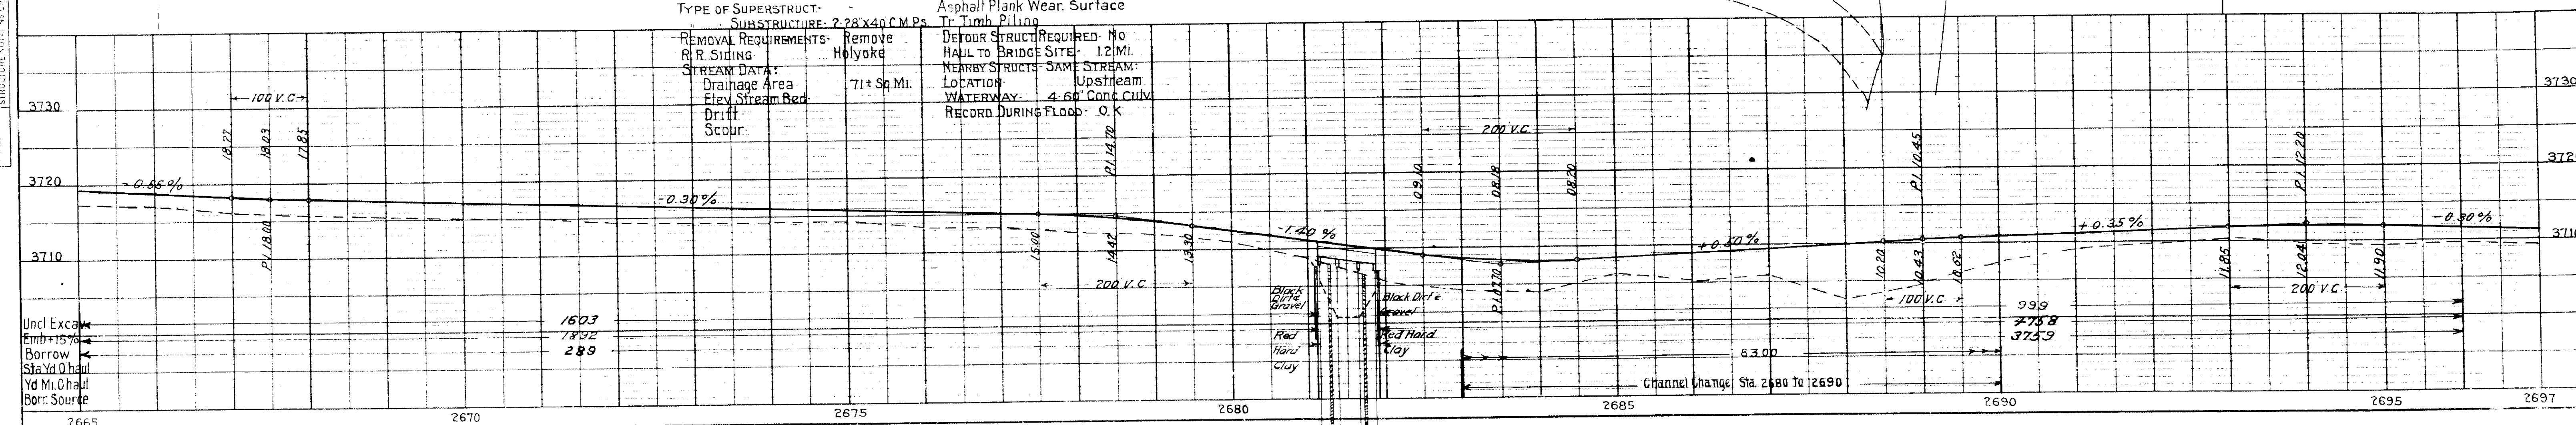 TYPE OF SUPERSTRUCT.- - Asphalt Plank Wear. Surface
SUBSTRUCTURE- 2-28"x40 C.M.Ps. Tr. Timb. Piling
REMOVAL REQUIREMENTS- Remove
R.R. SIDING Holyoke
STREAM DATA:
Drainage Area .71± Sq.Mi.
Elev Stream Bed-
Drift-
Scour-
DETOUR STRUCT REQUIRED- No
HAUL TO BRIDGE SITE- 1.2 Mi.
NEARBY STRUCTS-SAME STREAM:
LOCATION- Upstream
WATERWAY- 4-60" Conc Culv
RECORD DURING FLOOD- O.K.
3730
3720
3710
3730
100 V.C.
18.27
18.03
17.85
P.I. 18.00
-0.30%
15.00
P.I. 14.70
14.42
13.30
200 V.C.
-1.40%
09.10
08.18
08.20
200 V.C.
P.I. 07.70
+0.50%
10.20
P.I. 10.45
10.43
10.62
100 V.C.
+0.35%
11.85
P.I. 12.20
12.04
11.90
200 V.C.
-0.30%
Black Dirt & Gravel
Red Hard Clay
Black Dirt & Gravel
Red Hard Clay
Uncl Excav 1603 999
Emb+15% 1892 4758
Borrow 289 3759
Sta Yd O'haul 8300
Yd Mi. O'haul
Borr. Source
Channel Change, Sta. 2680 to 2690
2665
2670
2675
2680
2685
2690
2695
2697